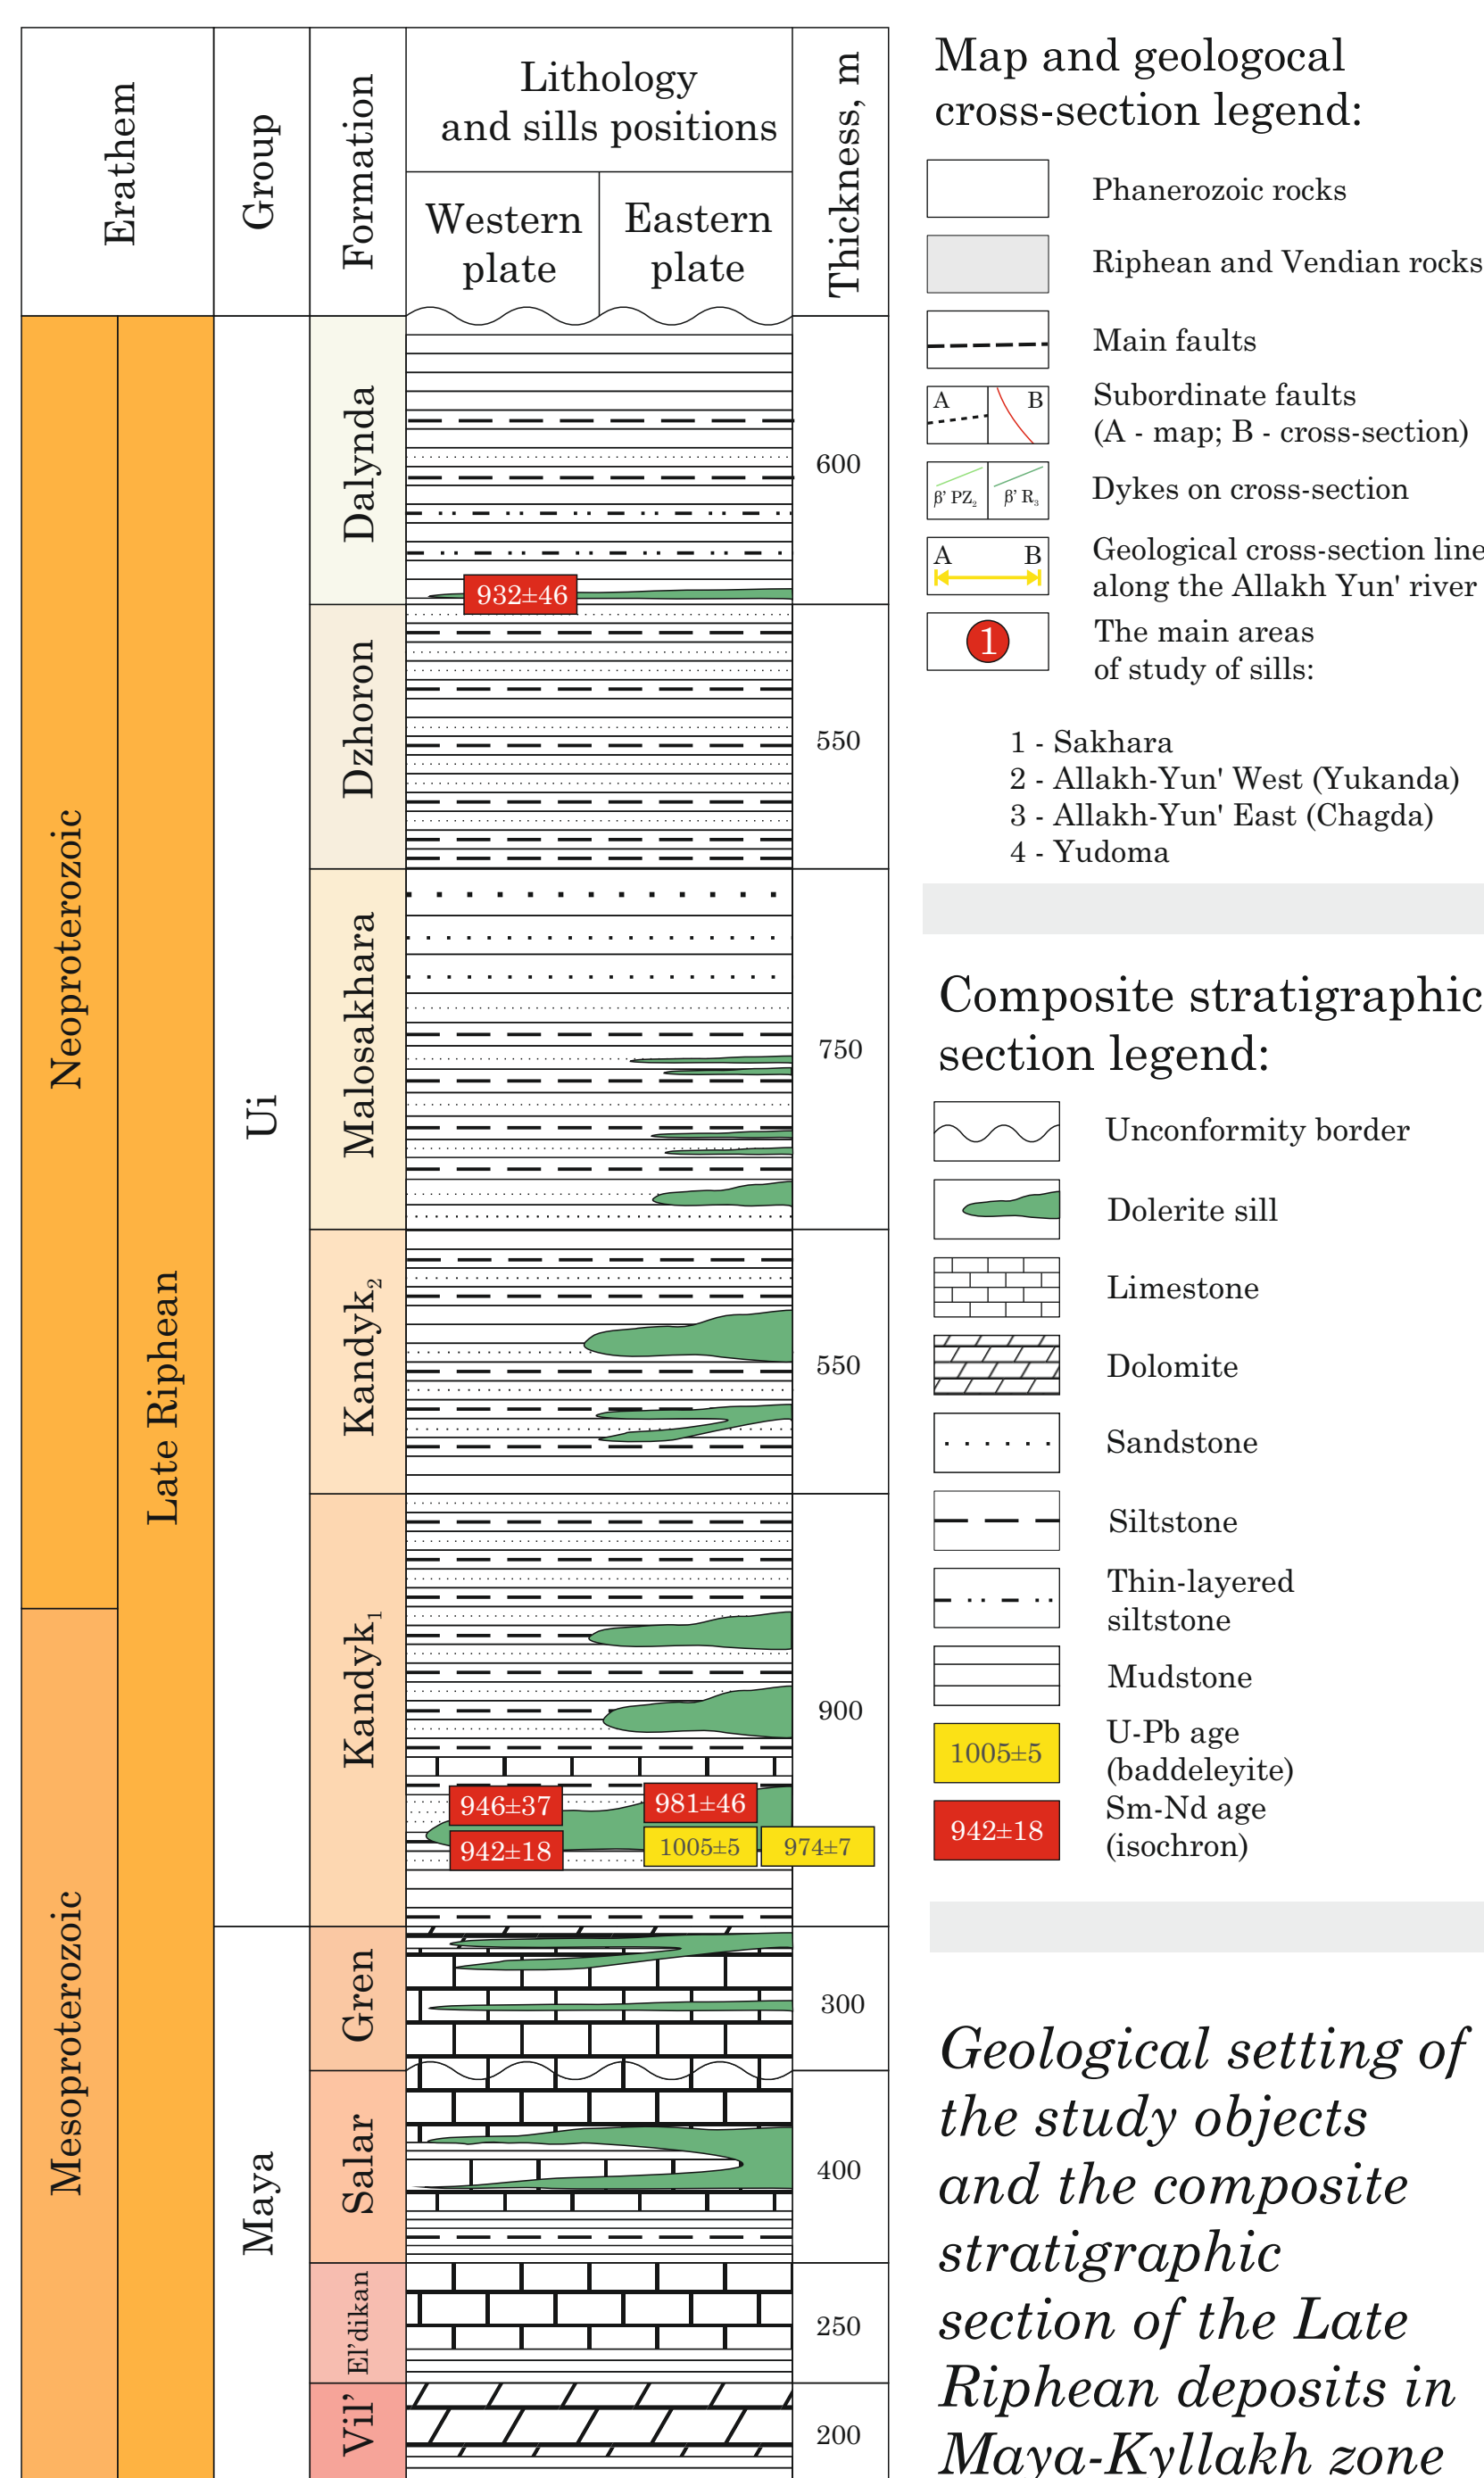 Erathem
Group
Formation
Lithology
and sills positions
Western
plate
Eastern
plate
Thickness, m
Neoproterozoic
Mesoproterozoic
Late Riphean
Ui
Maya
Dalynda
600
932±46
Dzhoron
550
Malosakhara
750
Kandyk₂
550
Kandyk₁
900
946±37
981±46
942±18
1005±5
974±7
Gren
300
Salar
400
El'dikan
250
Vil'
200
Map and geologocal
cross-section legend:
Phanerozoic rocks
Riphean and Vendian rocks
Main faults
A
B
Subordinate faults
(A - map; B - cross-section)
β' PZ₂
β' R₃
Dykes on cross-section
A
B
Geological cross-section line
along the Allakh Yun' river
1
The main areas
of study of sills:
1 - Sakhara
2 - Allakh-Yun' West (Yukanda)
3 - Allakh-Yun' East (Chagda)
4 - Yudoma
Composite stratigraphic
section legend:
Unconformity border
Dolerite sill
Limestone
Dolomite
Sandstone
Siltstone
Thin-layered
siltstone
Mudstone
1005±5
U-Pb age
(baddeleyite)
942±18
Sm-Nd age
(isochron)
Geological setting of
the study objects
and the composite
stratigraphic
section of the Late
Riphean deposits in
Maya-Kyllakh zone